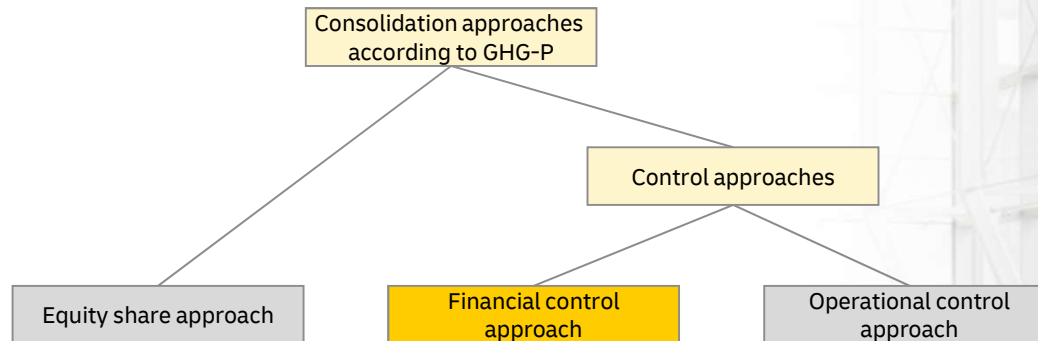 Consolidation approaches
according to GHG-P
Control approaches
Equity share approach
Financial control
approach
Operational control
approach